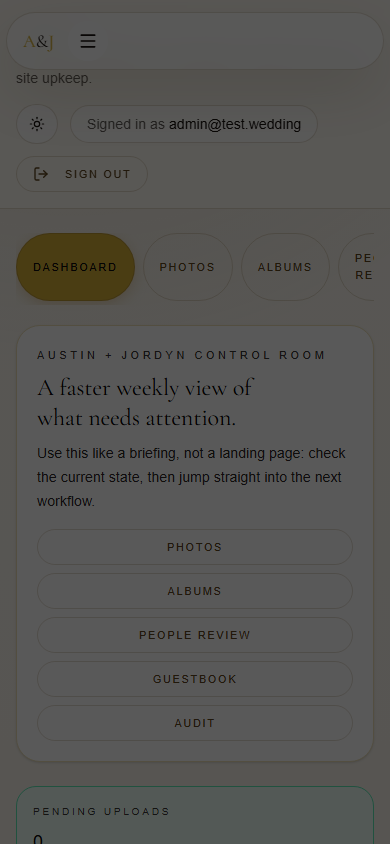 A&J
site upkeep.
Signed in as admin@test.wedding
SIGN OUT
DASHBOARD
PHOTOS
ALBUMS
AUSTIN + JORDYN CONTROL ROOM
A faster weekly view of
what needs attention.
Use this like a briefing, not a landing page: check
the current state, then jump straight into the next
workflow.
PHOTOS
ALBUMS
PEOPLE REVIEW
GUESTBOOK
AUDIT
PENDING UPLOADS
0